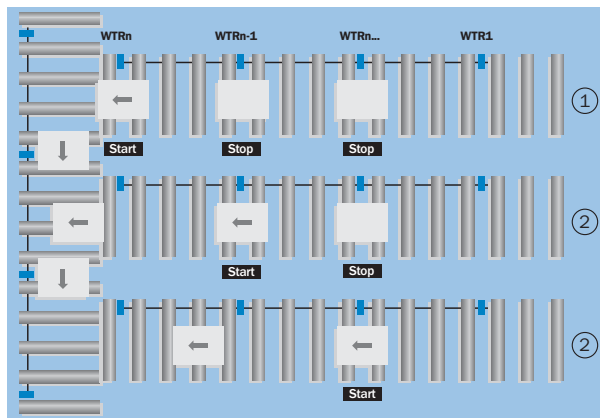 WTRn WTRn-1 WTRn... WTR1
1
Start Stop Stop
2
Start Stop
2
Start